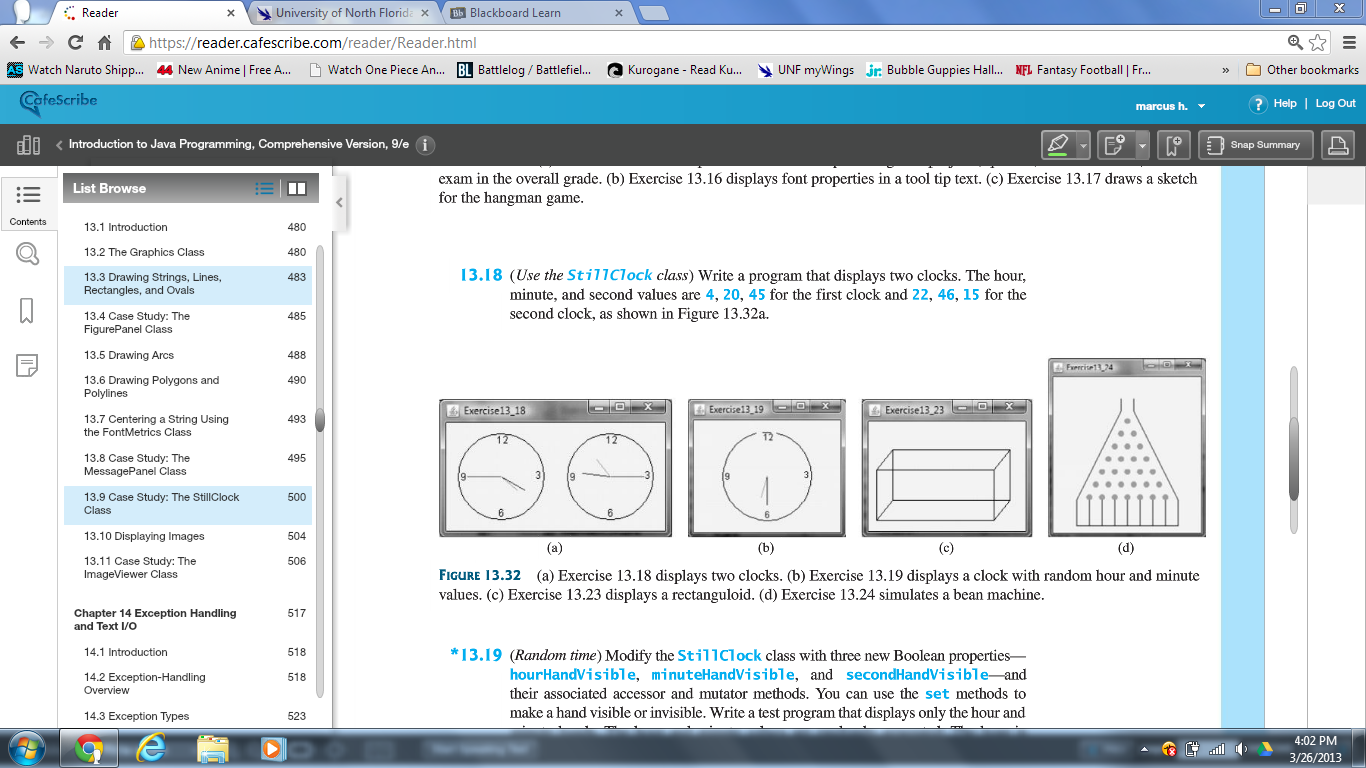 Reader
University of North Florida
Blackboard Learn
https://reader.cafescribe.com/reader/Reader.html
Watch Naruto Shipp...
New Anime | Free A...
Watch One Piece An...
Battlelog / Battlefiel...
Kurogane - Read Ku...
UNF myWings
Bubble Guppies Hall...
Fantasy Football | Fr...
»
Other bookmarks
CafeScribe
marcus h.
Help | Log Out
Introduction to Java Programming, Comprehensive Version, 9/e
Snap Summary
Contents
List Browse
13.1 Introduction 480
13.2 The Graphics Class 480
13.3 Drawing Strings, Lines, 483
Rectangles, and Ovals
13.4 Case Study: The 485
FigurePanel Class
13.5 Drawing Arcs 488
13.6 Drawing Polygons and 490
Polylines
13.7 Centering a String Using 493
the FontMetrics Class
13.8 Case Study: The 495
MessagePanel Class
13.9 Case Study: The StillClock 500
Class
13.10 Displaying Images 504
13.11 Case Study: The 506
ImageViewer Class
Chapter 14 Exception Handling 517
and Text I/O
14.1 Introduction 518
14.2 Exception-Handling 518
Overview
14.3 Exception Types 523
exam in the overall grade. (b) Exercise 13.16 displays font properties in a tool tip text. (c) Exercise 13.17 draws a sketch
for the hangman game.
13.18 (Use the StillClock class) Write a program that displays two clocks. The hour,
minute, and second values are 4, 20, 45 for the first clock and 22, 46, 15 for the
second clock, as shown in Figure 13.32a.
Exercise13_18
12
9 3
6
12
9 3
6
Exercise13_19
12
9 3
6
Exercise13_23
Exercise13_24
(a) (b) (c) (d)
FIGURE 13.32 (a) Exercise 13.18 displays two clocks. (b) Exercise 13.19 displays a clock with random hour and minute
values. (c) Exercise 13.23 displays a rectanguloid. (d) Exercise 13.24 simulates a bean machine.
*13.19 (Random time) Modify the StillClock class with three new Boolean properties—
hourHandVisible, minuteHandVisible, and secondHandVisible—and
their associated accessor and mutator methods. You can use the set methods to
make a hand visible or invisible. Write a test program that displays only the hour and
4:02 PM
3/26/2013